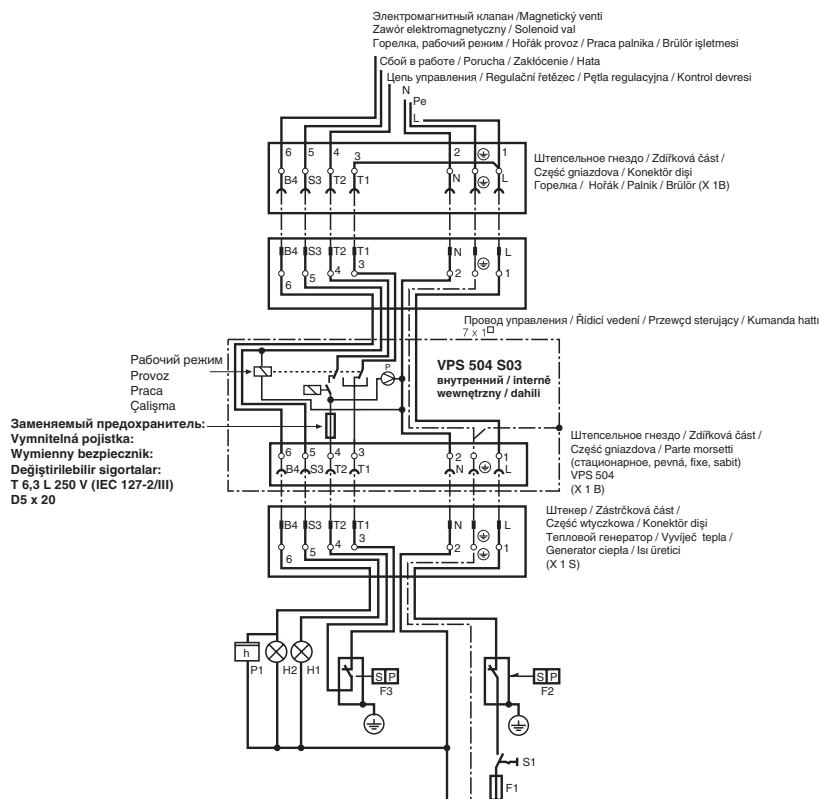 Электромагнитный клапан /Magnetický venti
Zawór elektromagnetyczny / Solenoid val
Горелка, рабочий режим / Hořák provoz / Praca palnika / Brülör işletmesi
Сбой в работе / Porucha / Zakłócenie / Hata
Цепь управления / Regulační řetězec / Pętla regulacyjna / Kontrol devresi
N
Pe
L
6 5 4 3 2 1
B4 S3 T2 T1 N L
Штепсельное гнездо / Zdířková část /
Część gniazdova / Konektör dişi
Горелка / Hořák / Palnik / Brülör (X 1B)
B4 S3 T2 T1 N L
6 5 4 3 2 1
Провод управления / Řídicí vedení / Przewçd sterujący / Kumanda hattı
7 x 1
Рабочий режим
Provoz
Praca
Çalişma
P
VPS 504 S03
внутренний / interně
wewnętrzny / dahili
Заменяемый предохранитель:
Vymnitelná pojistka:
Wymienny bezpiecznik:
Değiştirilebilir sigortalar:
T 6,3 L 250 V (IEC 127-2/III)
D5 x 20
6 5 4 3 2 1
B4 S3 T2 T1 N L
Штепсельное гнездо / Zdířková část /
Część gniazdova / Parte morsetti
(стационарное, pevná, fixe, sabit)
VPS 504
(X 1 B)
B4 S3 T2 T1 N L
6 5 4 3 2 1
Штекер / Zástrčková část /
Część wtyczkowa / Konektör dişi
Тепловой генератор / Vyvíječ tepla /
Generator ciepła / Isı üretici
(X 1 S)
h
P1 H2 H1
S P
F3
S P
F2
S1
F1